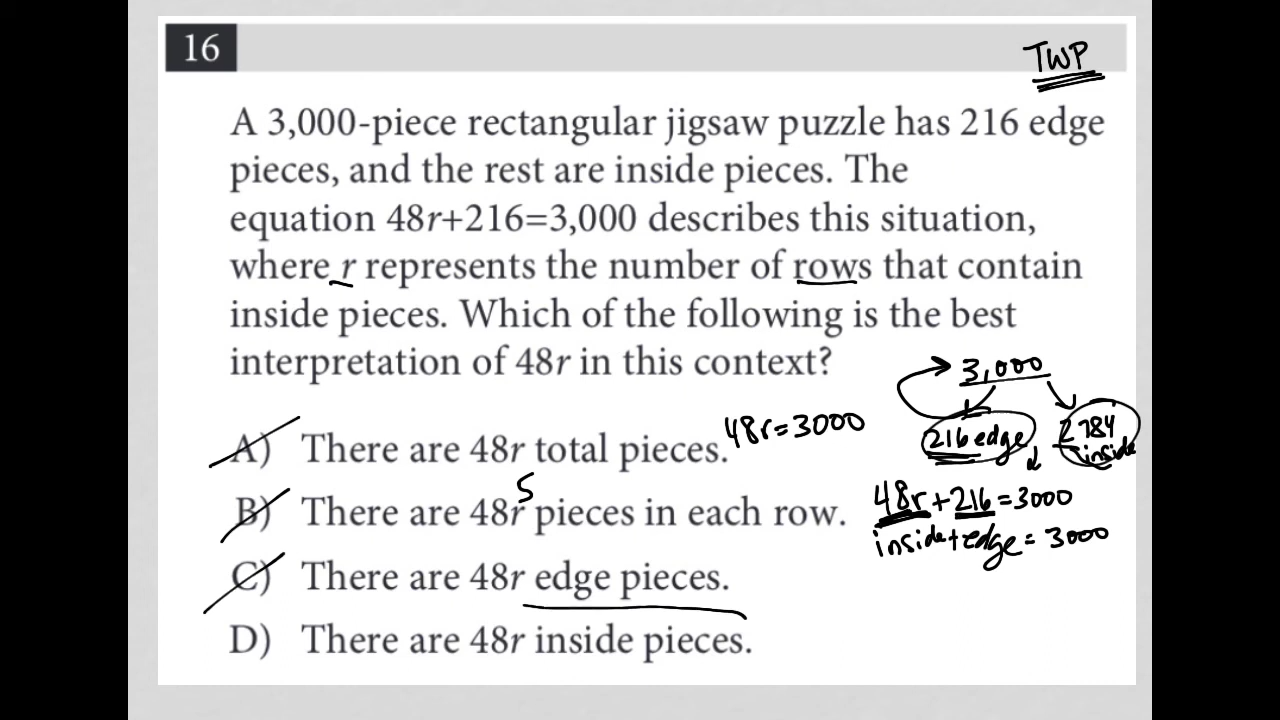 16
TWP
A 3,000-piece rectangular jigsaw puzzle has 216 edge
pieces, and the rest are inside pieces. The
equation 48r+216=3,000 describes this situation,
where r represents the number of rows that contain
inside pieces. Which of the following is the best
interpretation of 48r in this context?
3,000
216 edge
2784
inside
A) There are 48r total pieces.
48r=3000
48r+216=3000
inside+edge=3000
5
B) There are 48r pieces in each row.
C) There are 48r edge pieces.
D) There are 48r inside pieces.